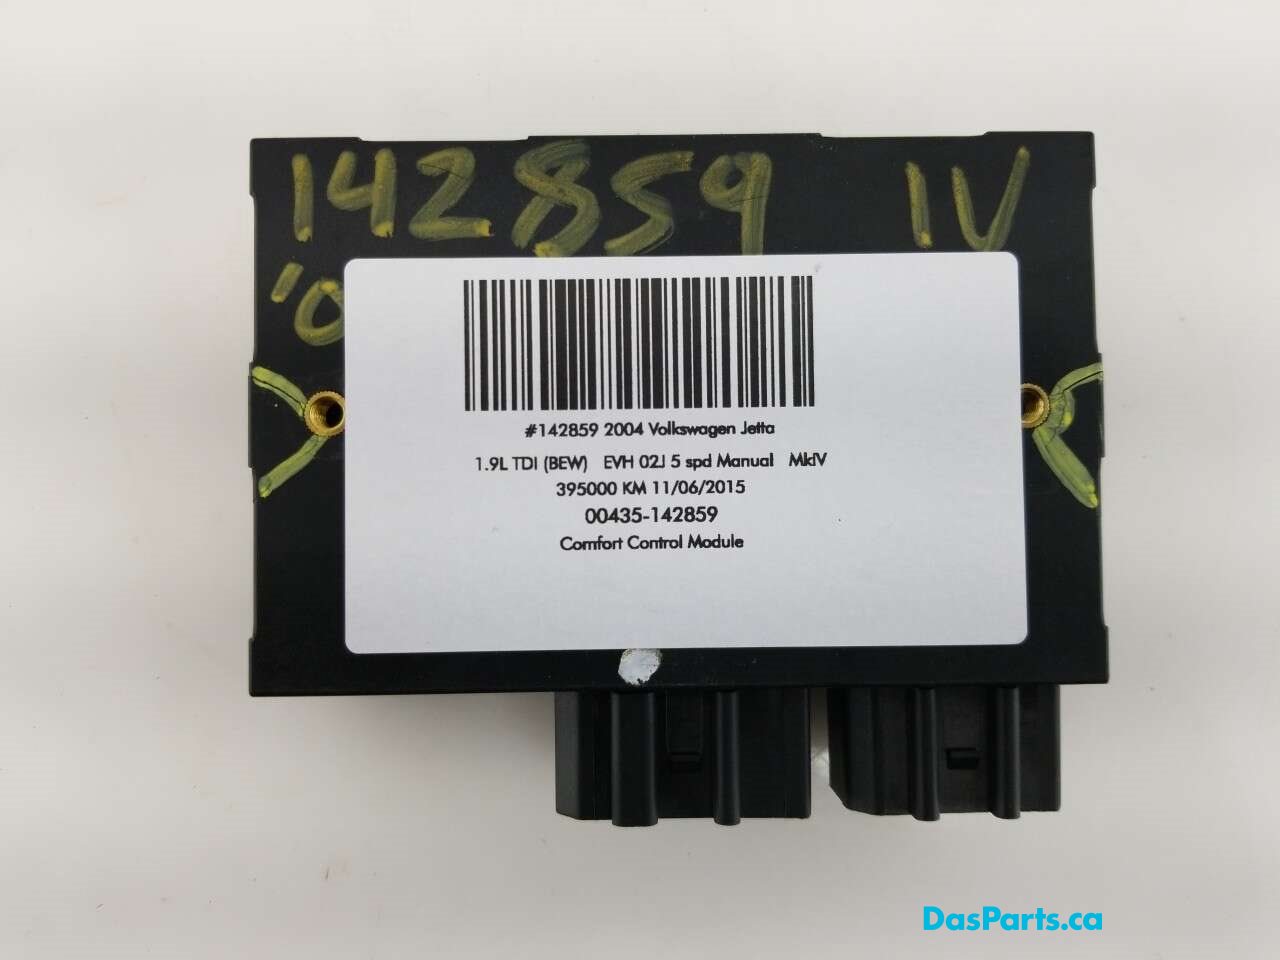 142859 IV
'0
#142859 2004 Volkswagen Jetta
1.9L TDI (BEW) EVH 02J 5 spd Manual MkIV
395000 KM 11/06/2015
00435-142859
Comfort Control Module
DasParts.ca